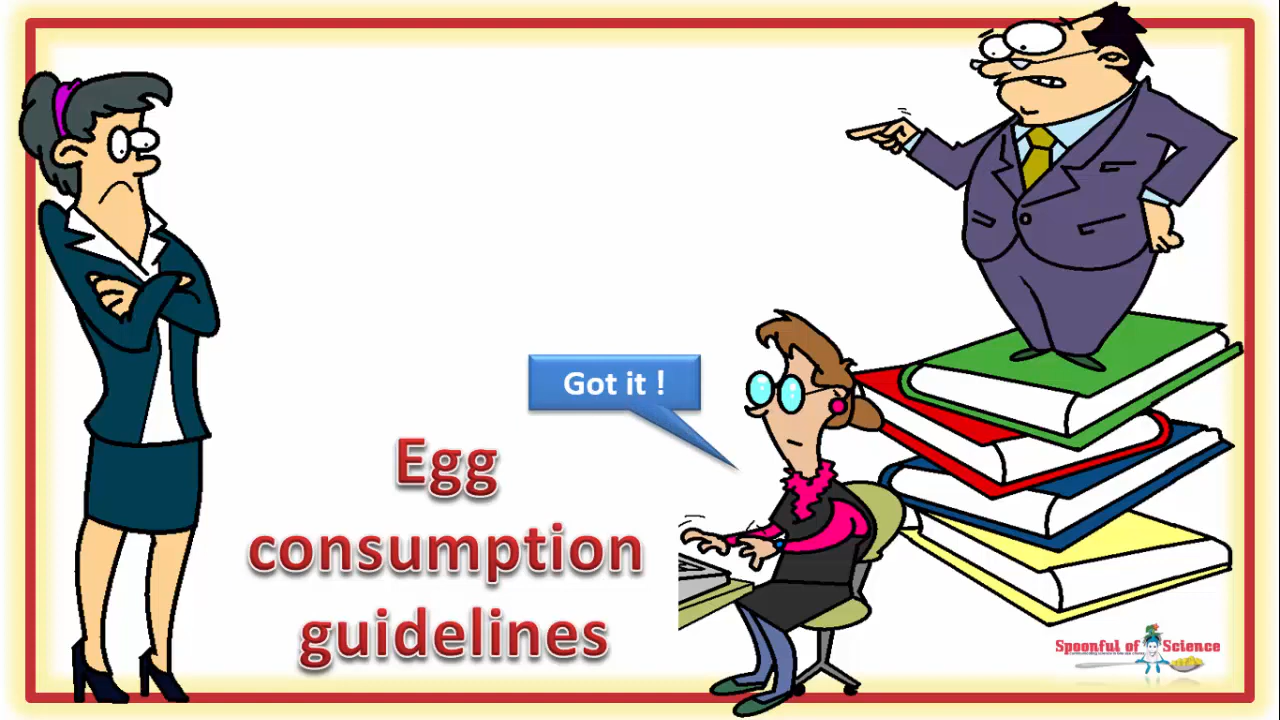 Got it !
Egg
consumption
guidelines
Spoonful of Science